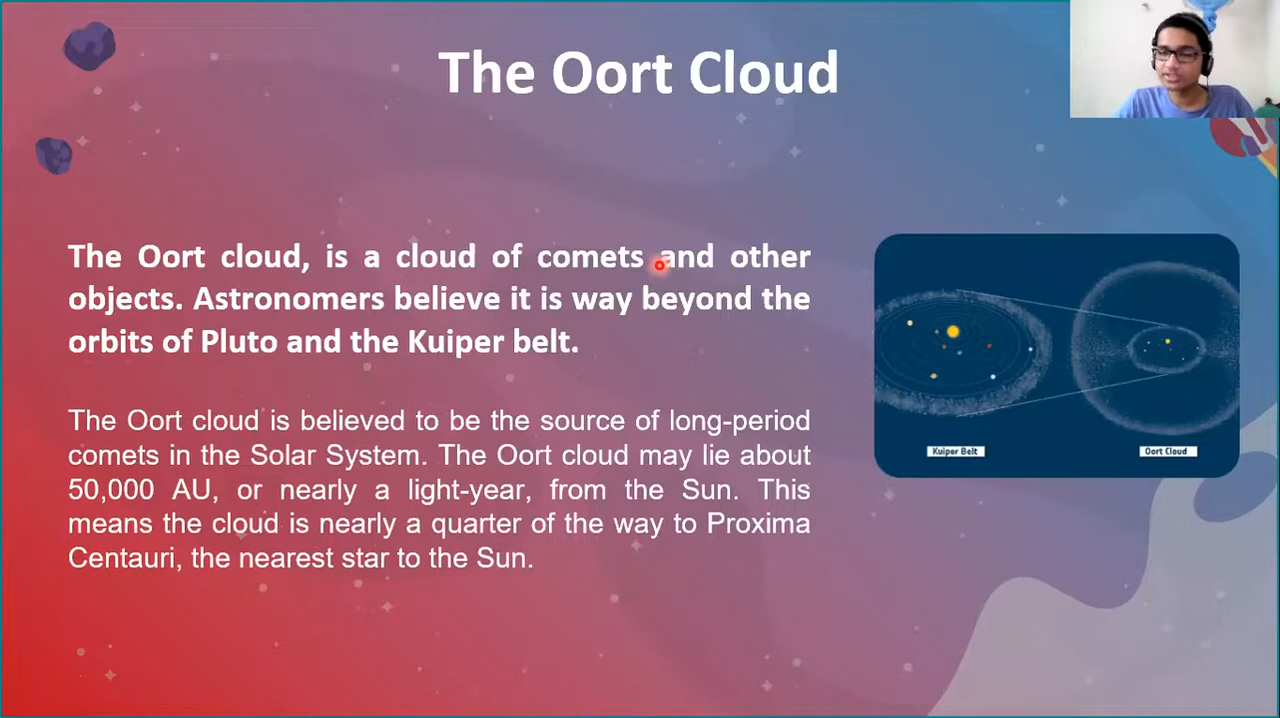 The Oort Cloud
The Oort cloud, is a cloud of comets and other
objects. Astronomers believe it is way beyond the
orbits of Pluto and the Kuiper belt.
The Oort cloud is believed to be the source of long-period
comets in the Solar System. The Oort cloud may lie about
50,000 AU, or nearly a light-year, from the Sun. This
means the cloud is nearly a quarter of the way to Proxima
Centauri, the nearest star to the Sun.
Kuiper Belt
Oort Cloud